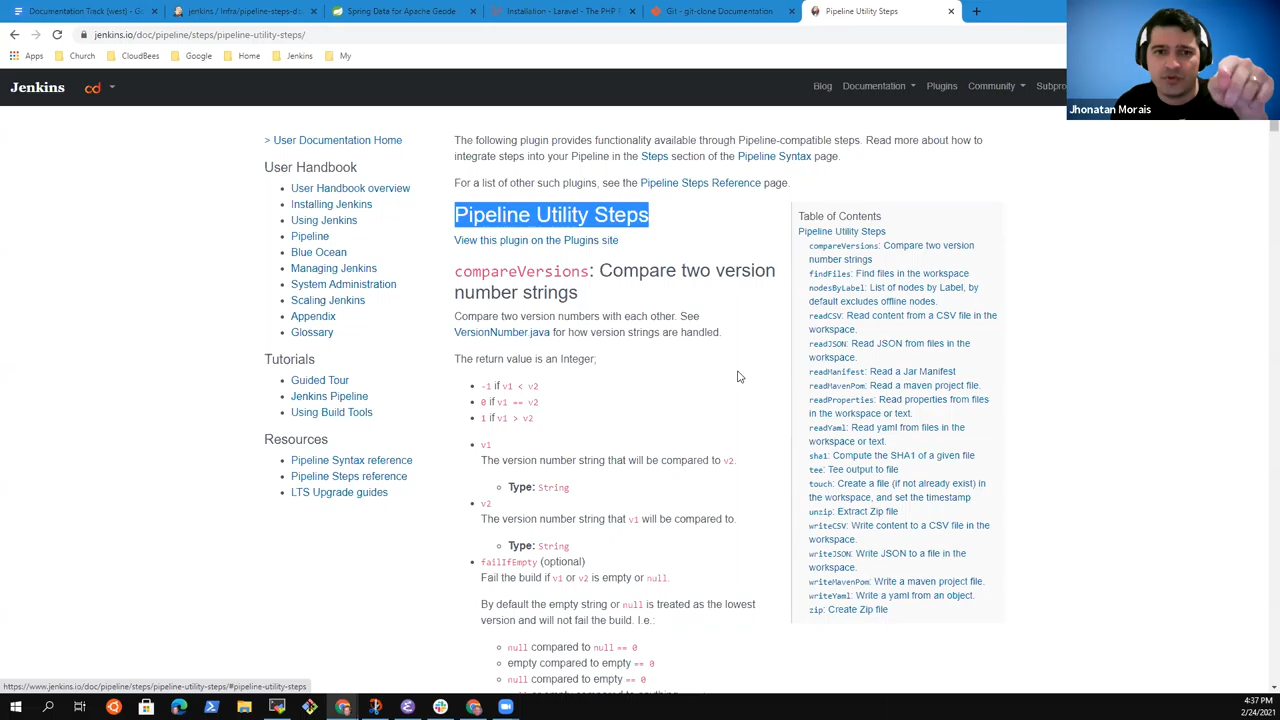 Documentation Track (west) - G
jenkins / Infra/pipeline-steps-do
Spring Data for Apache Geode
Installation - Laravel - The PHP
Git - git-clone Documentation
Pipeline Utility Steps
jenkins.io/doc/pipeline/steps/pipeline-utility-steps/
Apps
Church
CloudBees
Google
Home
Jenkins
My
Jhonatan Morais
Jenkins
cd
Blog
Documentation
Plugins
Community
Subpro
> User Documentation Home
User Handbook
User Handbook overview
Installing Jenkins
Using Jenkins
Pipeline
Blue Ocean
Managing Jenkins
System Administration
Scaling Jenkins
Appendix
Glossary
Tutorials
Guided Tour
Jenkins Pipeline
Using Build Tools
Resources
Pipeline Syntax reference
Pipeline Steps reference
LTS Upgrade guides
The following plugin provides functionality available through Pipeline-compatible steps. Read more about how to
integrate steps into your Pipeline in the Steps section of the Pipeline Syntax page.
For a list of other such plugins, see the Pipeline Steps Reference page.
Pipeline Utility Steps
View this plugin on the Plugins site
compareVersions: Compare two version
number strings
Compare two version numbers with each other. See
VersionNumber.java for how version strings are handled.
The return value is an Integer;
-1 if v1 < v2
0 if v1 == v2
1 if v1 > v2
v1
The version number string that will be compared to v2.
Type: String
v2
The version number string that v1 will be compared to.
Type: String
failIfEmpty (optional)
Fail the build if v1 or v2 is empty or null.
By default the empty string or null is treated as the lowest
version and will not fail the build. I.e.:
null compared to null == 0
empty compared to empty == 0
null compared to empty == 0
Table of Contents
Pipeline Utility Steps
compareVersions: Compare two version
number strings
findFiles: Find files in the workspace
nodesByLabel: List of nodes by Label, by
default excludes offline nodes.
readCSV: Read content from a CSV file in the
workspace.
readJSON: Read JSON from files in the
workspace.
readManifest: Read a Jar Manifest
readMavenPom: Read a maven project file.
readProperties: Read properties from files
in the workspace or text.
readYaml: Read yaml from files in the
workspace or text.
sha1: Compute the SHA1 of a given file
tee: Tee output to file
touch: Create a file (if not already exist) in
the workspace, and set the timestamp
unzip: Extract Zip file
writeCSV: Write content to a CSV file in the
workspace.
writeJSON: Write JSON to a file in the
workspace.
writeMavenPom: Write a maven project file.
writeYaml: Write a yaml from an object.
zip: Create Zip file
https://www.jenkins.io/doc/pipeline/steps/pipeline-utility-steps/#pipeline-utility-steps
4:37 PM
2/24/2021